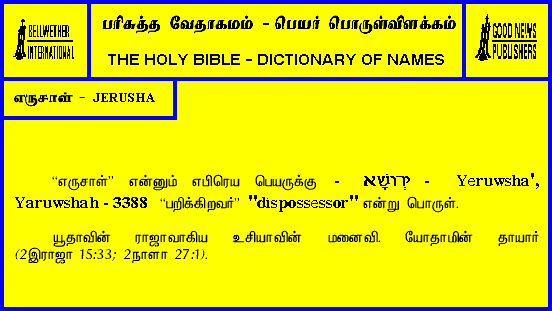 BELLWETHER
INTERNATIONAL
பரிசுத்த வேதாகமம் - பெயர் பொருள்விளக்கம்
THE HOLY BIBLE - DICTIONARY OF NAMES
GOOD NEWS
PUBLISHERS
எருசாள் - JERUSHA
“எருசாள்” என்னும் எபிரெய பெயருக்கு - יְרוּשָׁא - Yeruwsha',
Yaruwshah - 3388 “பறிக்கிறவர்” "dispossessor" என்று பொருள்.
யூதாவின் ராஜாவாகிய உசியாவின் மனைவி. யோதாமின் தாயார்
(2இராஜா 15:33; 2நாளா 27:1).